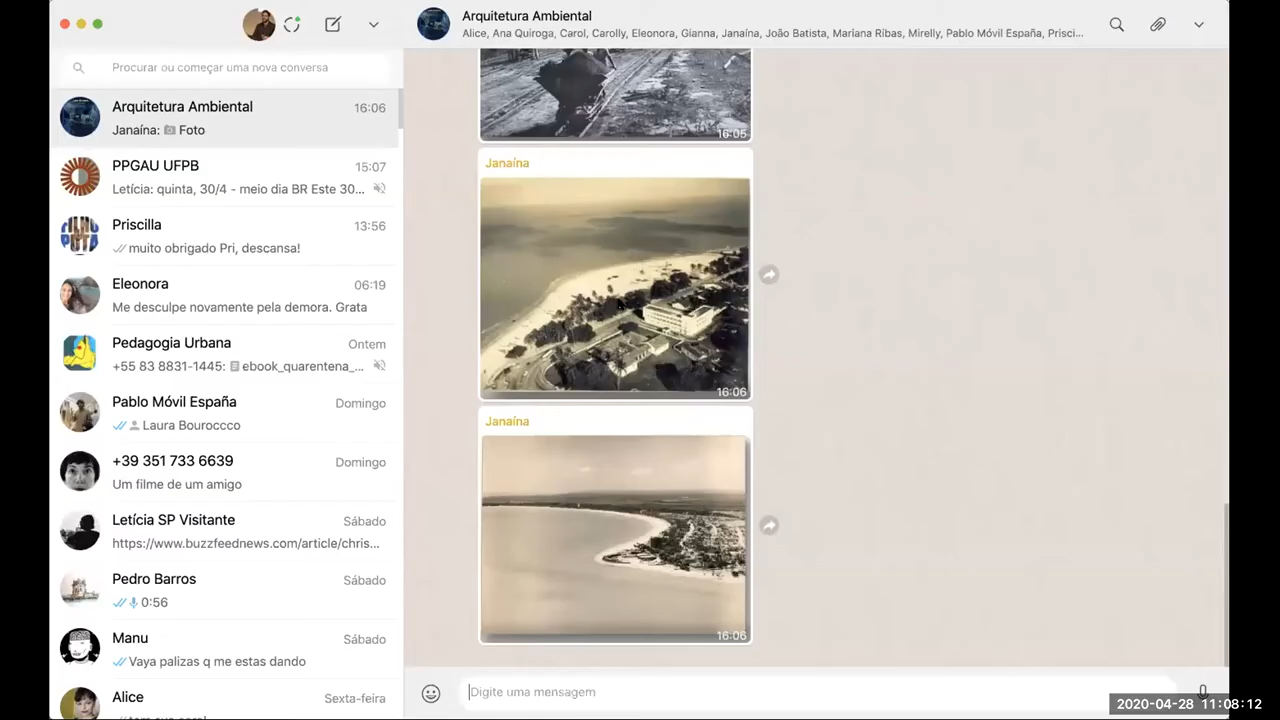 Procurar ou começar uma nova conversa
Arquitetura Ambiental
16:06
Janaína: Foto
PPGAU UFPB
15:07
Letícia: quinta, 30/4 - meio dia BR Este 30...
Priscilla
13:56
muito obrigado Pri, descansa!
Eleonora
06:19
Me desculpe novamente pela demora. Grata
Pedagogia Urbana
Ontem
+55 83 8831-1445: ebook_quarentena_...
Pablo Móvil España
Domingo
Laura Bouroccco
+39 351 733 6639
Domingo
Um filme de um amigo
Letícia SP Visitante
Sábado
https://www.buzzfeednews.com/article/chris...
Pedro Barros
Sábado
0:56
Manu
Sábado
Vaya palizas q me estas dando
Alice
Sexta-feira
Arquitetura Ambiental
Alice, Ana Quiroga, Carol, Carolly, Eleonora, Gianna, Janaína, João Batista, Mariana Ribas, Mirelly, Pablo Móvil España, Prisci...
16:05
Janaína
16:06
Janaína
16:06
Digite uma mensagem
2020-04-28 11:08:12